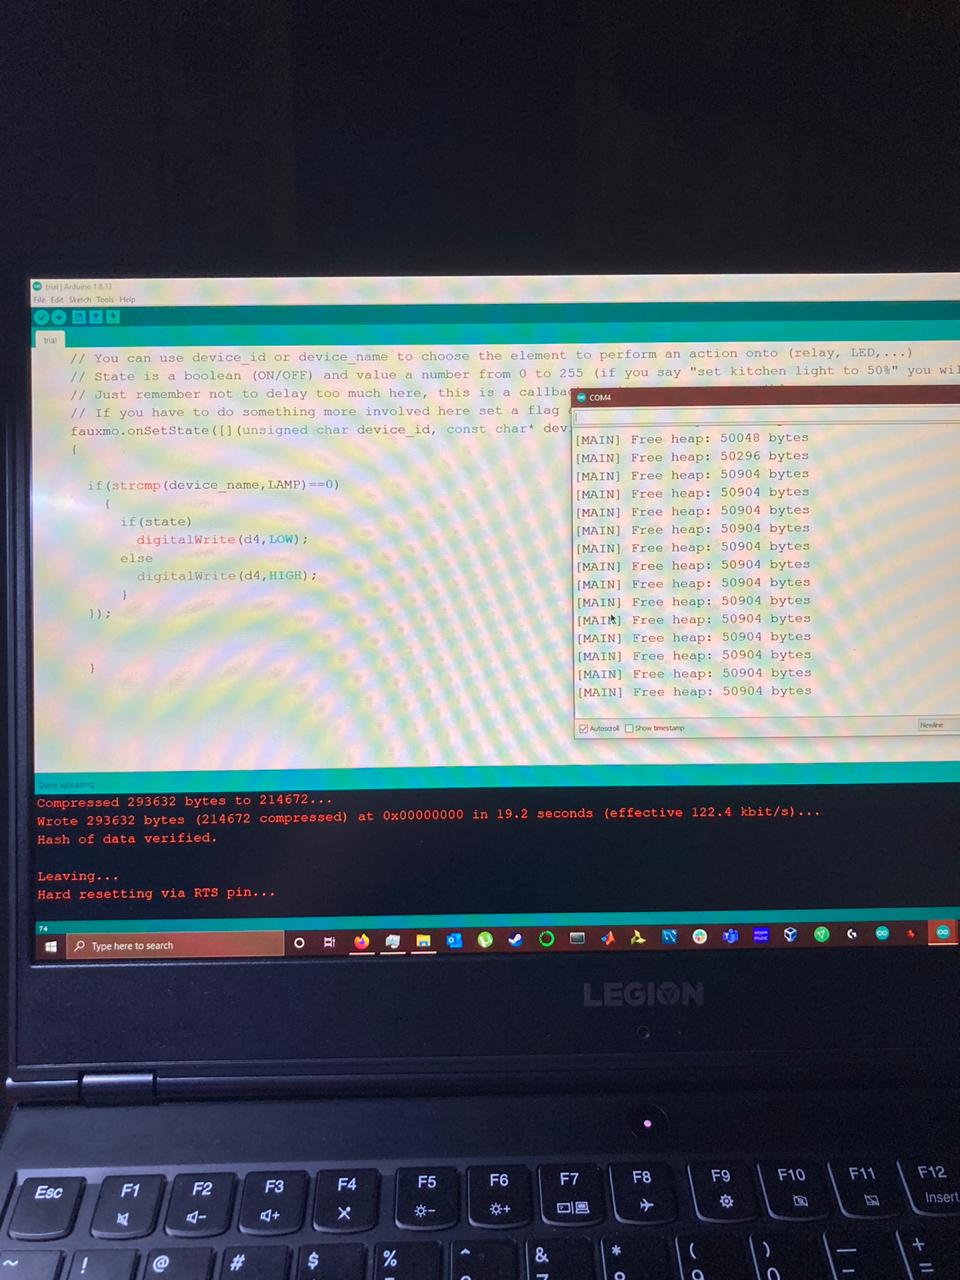 trial | Arduino 1.8.13
File Edit Sketch Tools Help
trial
// You can use device_id or device_name to choose the element to perform an action onto (relay, LED,...)
// State is a boolean (ON/OFF) and value a number from 0 to 255 (if you say "set kitchen light to 50%" you wil
// Just remember not to delay too much here, this is a callbac
// If you have to do something more involved here set a flag
fauxmo.onSetState([](unsigned char device_id, const char* dev
{
if(strcmp(device_name,LAMP)==0)
{
if(state)
digitalWrite(d4,LOW);
else
digitalWrite(d4,HIGH);
}
});
}
COM4
[MAIN] Free heap: 50048 bytes
[MAIN] Free heap: 50296 bytes
[MAIN] Free heap: 50904 bytes
[MAIN] Free heap: 50904 bytes
[MAIN] Free heap: 50904 bytes
[MAIN] Free heap: 50904 bytes
[MAIN] Free heap: 50904 bytes
[MAIN] Free heap: 50904 bytes
[MAIN] Free heap: 50904 bytes
[MAIN] Free heap: 50904 bytes
[MAIN] Free heap: 50904 bytes
[MAIN] Free heap: 50904 bytes
[MAIN] Free heap: 50904 bytes
[MAIN] Free heap: 50904 bytes
[MAIN] Free heap: 50904 bytes
Autoscroll Show timestamp
Newline
Done uploading
Compressed 293632 bytes to 214672...
Wrote 293632 bytes (214672 compressed) at 0x00000000 in 19.2 seconds (effective 122.4 kbit/s)...
Hash of data verified.
Leaving...
Hard resetting via RTS pin...
74
Type here to search
LEGION
Esc F1 F2 F3 F4 F5 F6 F7 F8 F9 F10 F11 F12
Insert
~ ! @ # $ % ^ & * ( ) — +
7 8 9 0 =